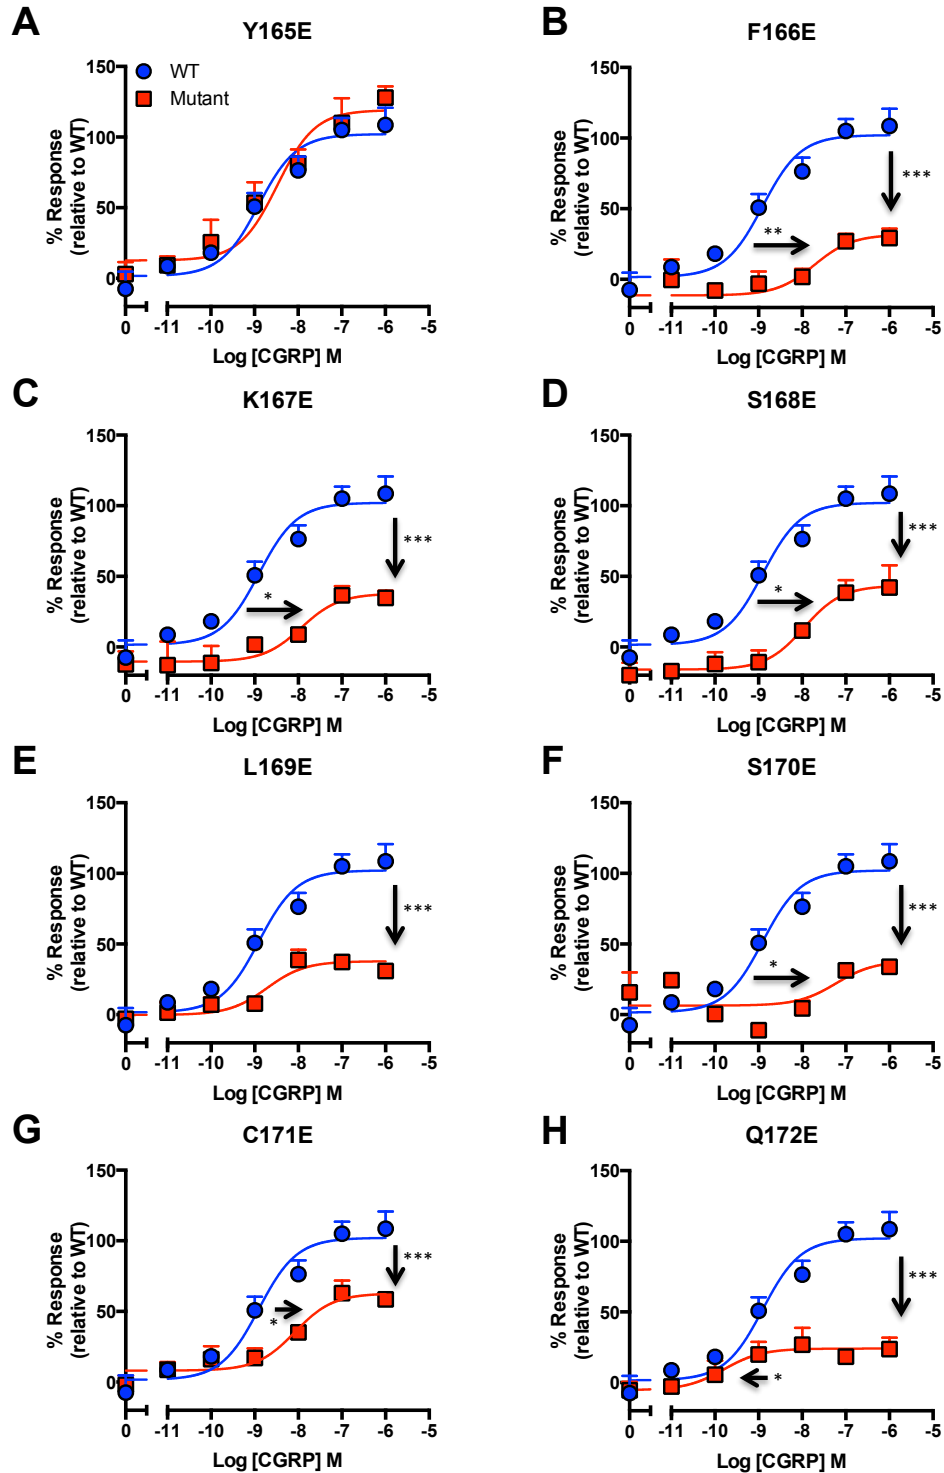 A
Y165E
150
100
50
0
% Response
(relative to WT)
WT
Mutant
0 -11 -10 -9 -8 -7 -6 -5
Log [CGRP] M
B
F166E
150
100
50
0
% Response
(relative to WT)
**
***
0 -11 -10 -9 -8 -7 -6 -5
Log [CGRP] M
C
K167E
150
100
50
0
% Response
(relative to WT)
*
***
0 -11 -10 -9 -8 -7 -6 -5
Log [CGRP] M
D
S168E
150
100
50
0
% Response
(relative to WT)
*
***
0 -11 -10 -9 -8 -7 -6 -5
Log [CGRP] M
E
L169E
150
100
50
0
% Response
(relative to WT)
***
0 -11 -10 -9 -8 -7 -6 -5
Log [CGRP] M
F
S170E
150
100
50
0
% Response
(relative to WT)
*
***
0 -11 -10 -9 -8 -7 -6 -5
Log [CGRP] M
G
C171E
150
100
50
0
% Response
(relative to WT)
*
***
0 -11 -10 -9 -8 -7 -6 -5
Log [CGRP] M
H
Q172E
150
100
50
0
% Response
(relative to WT)
*
***
0 -11 -10 -9 -8 -7 -6 -5
Log [CGRP] M